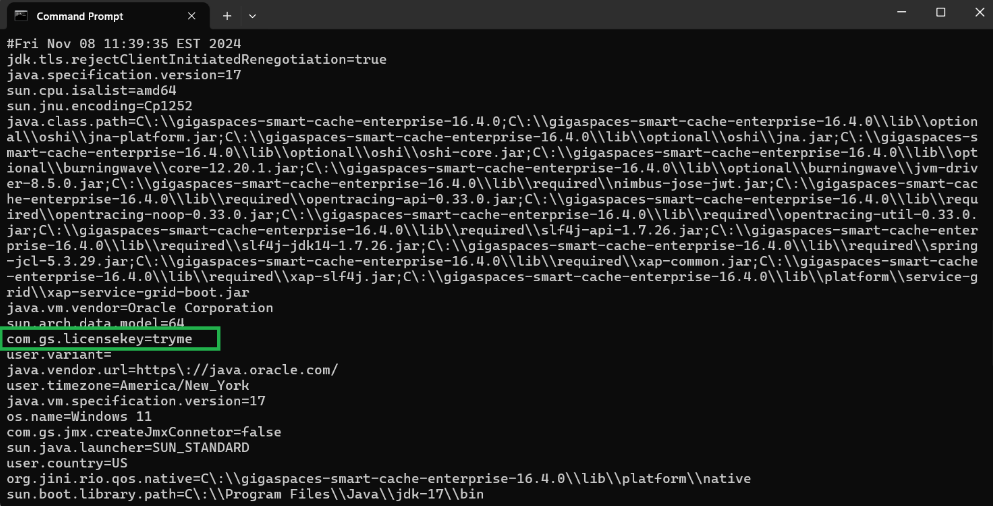 Command Prompt
#Fri Nov 08 11:39:35 EST 2024
jdk.tls.rejectClientInitiatedRenegotiation=true
java.specification.version=17
sun.cpu.isalist=amd64
sun.jnu.encoding=Cp1252
java.class.path=C\:\\gigaspaces-smart-cache-enterprise-16.4.0;C\:\\gigaspaces-smart-cache-enterprise-16.4.0\\lib\\option
al\\oshi\\jna-platform.jar;C\:\\gigaspaces-smart-cache-enterprise-16.4.0\\lib\\optional\\oshi\\jna.jar;C\:\\gigaspaces-s
mart-cache-enterprise-16.4.0\\lib\\optional\\oshi\\oshi-core.jar;C\:\\gigaspaces-smart-cache-enterprise-16.4.0\\lib\\opt
ional\\burningwave\\core-12.20.1.jar;C\:\\gigaspaces-smart-cache-enterprise-16.4.0\\lib\\optional\\burningwave\\jvm-driv
er-8.5.0.jar;C\:\\gigaspaces-smart-cache-enterprise-16.4.0\\lib\\required\\nimbus-jose-jwt.jar;C\:\\gigaspaces-smart-cac
he-enterprise-16.4.0\\lib\\required\\opentracing-api-0.33.0.jar;C\:\\gigaspaces-smart-cache-enterprise-16.4.0\\lib\\requ
ired\\opentracing-noop-0.33.0.jar;C\:\\gigaspaces-smart-cache-enterprise-16.4.0\\lib\\required\\opentracing-util-0.33.0.
jar;C\:\\gigaspaces-smart-cache-enterprise-16.4.0\\lib\\required\\slf4j-api-1.7.26.jar;C\:\\gigaspaces-smart-cache-enter
prise-16.4.0\\lib\\required\\slf4j-jdk14-1.7.26.jar;C\:\\gigaspaces-smart-cache-enterprise-16.4.0\\lib\\required\\spring
-jcl-5.3.29.jar;C\:\\gigaspaces-smart-cache-enterprise-16.4.0\\lib\\required\\xap-common.jar;C\:\\gigaspaces-smart-cache
-enterprise-16.4.0\\lib\\required\\xap-slf4j.jar;C\:\\gigaspaces-smart-cache-enterprise-16.4.0\\lib\\platform\\service-g
rid\\xap-service-grid-boot.jar
java.vm.vendor=Oracle Corporation
sun.arch.data.model=64
com.gs.licensekey=tryme
user.variant=
java.vendor.url=https\://java.oracle.com/
user.timezone=America/New_York
java.vm.specification.version=17
os.name=Windows 11
com.gs.jmx.createJmxConnetor=false
sun.java.launcher=SUN_STANDARD
user.country=US
org.jini.rio.qos.native=C\:\\gigaspaces-smart-cache-enterprise-16.4.0\\lib\\platform\\native
sun.boot.library.path=C\:\\Program Files\\Java\\jdk-17\\bin